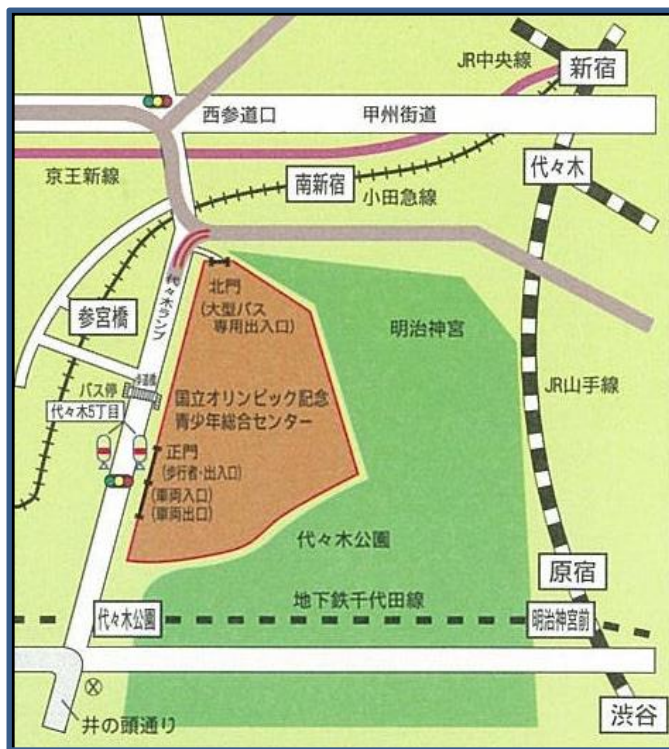 JR中央線
新宿
西参道口
甲州街道
代々木
京王新線
南新宿
小田急線
代々木ランプ
北門
(大型バス
専用出入口)
明治神宮
参宮橋
JR山手線
歩道橋
バス停
代々木5丁目
国立オリンピック記念
青少年総合センター
正門
(歩行者・出入口)
(車両入口)
(車両出口)
代々木公園
原宿
地下鉄千代田線
代々木公園
明治神宮前
渋谷
井の頭通り